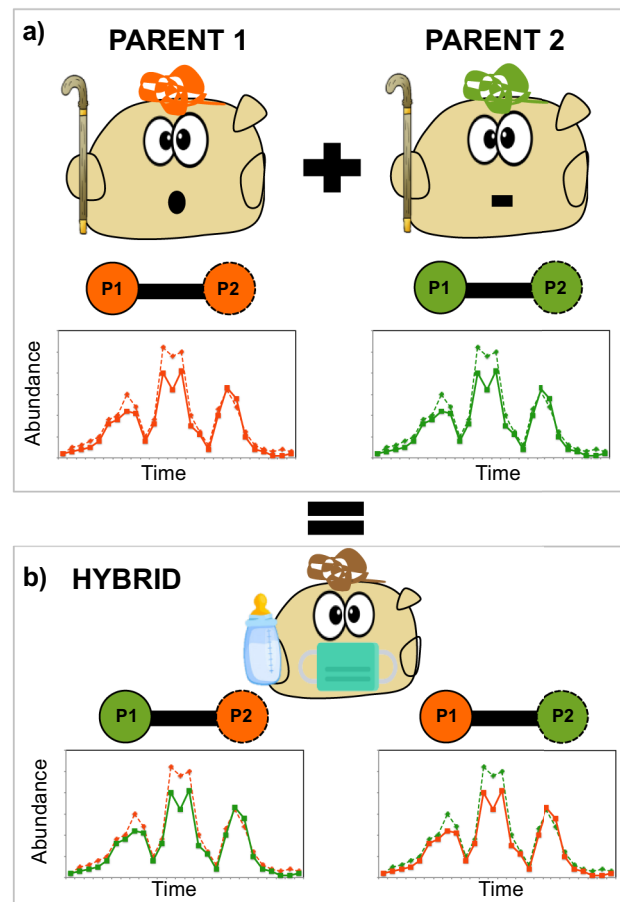 a)
PARENT 1
PARENT 2
P1
P2
P1
P2
Abundance
Time
Time
b)
HYBRID
P1
P2
P1
P2
Abundance
Time
Time